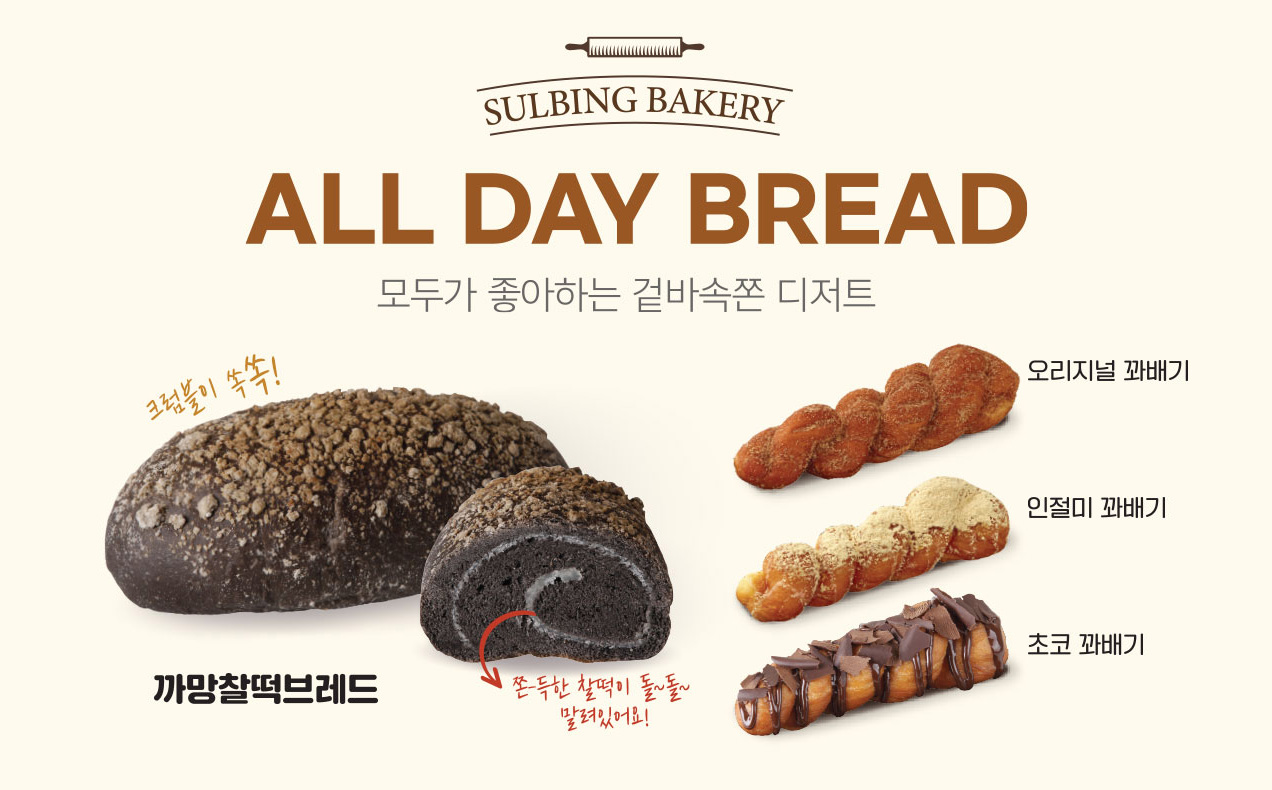 SULBING BAKERY
ALL DAY BREAD
모두가 좋아하는 겉바속쫀 디저트
크럼블이 쏙쏙!
오리지널 꽈배기
인절미 꽈배기
초코 꽈배기
까망찰떡브레드
쫀-득한 찰떡이 돌~돌~
말려있어요!